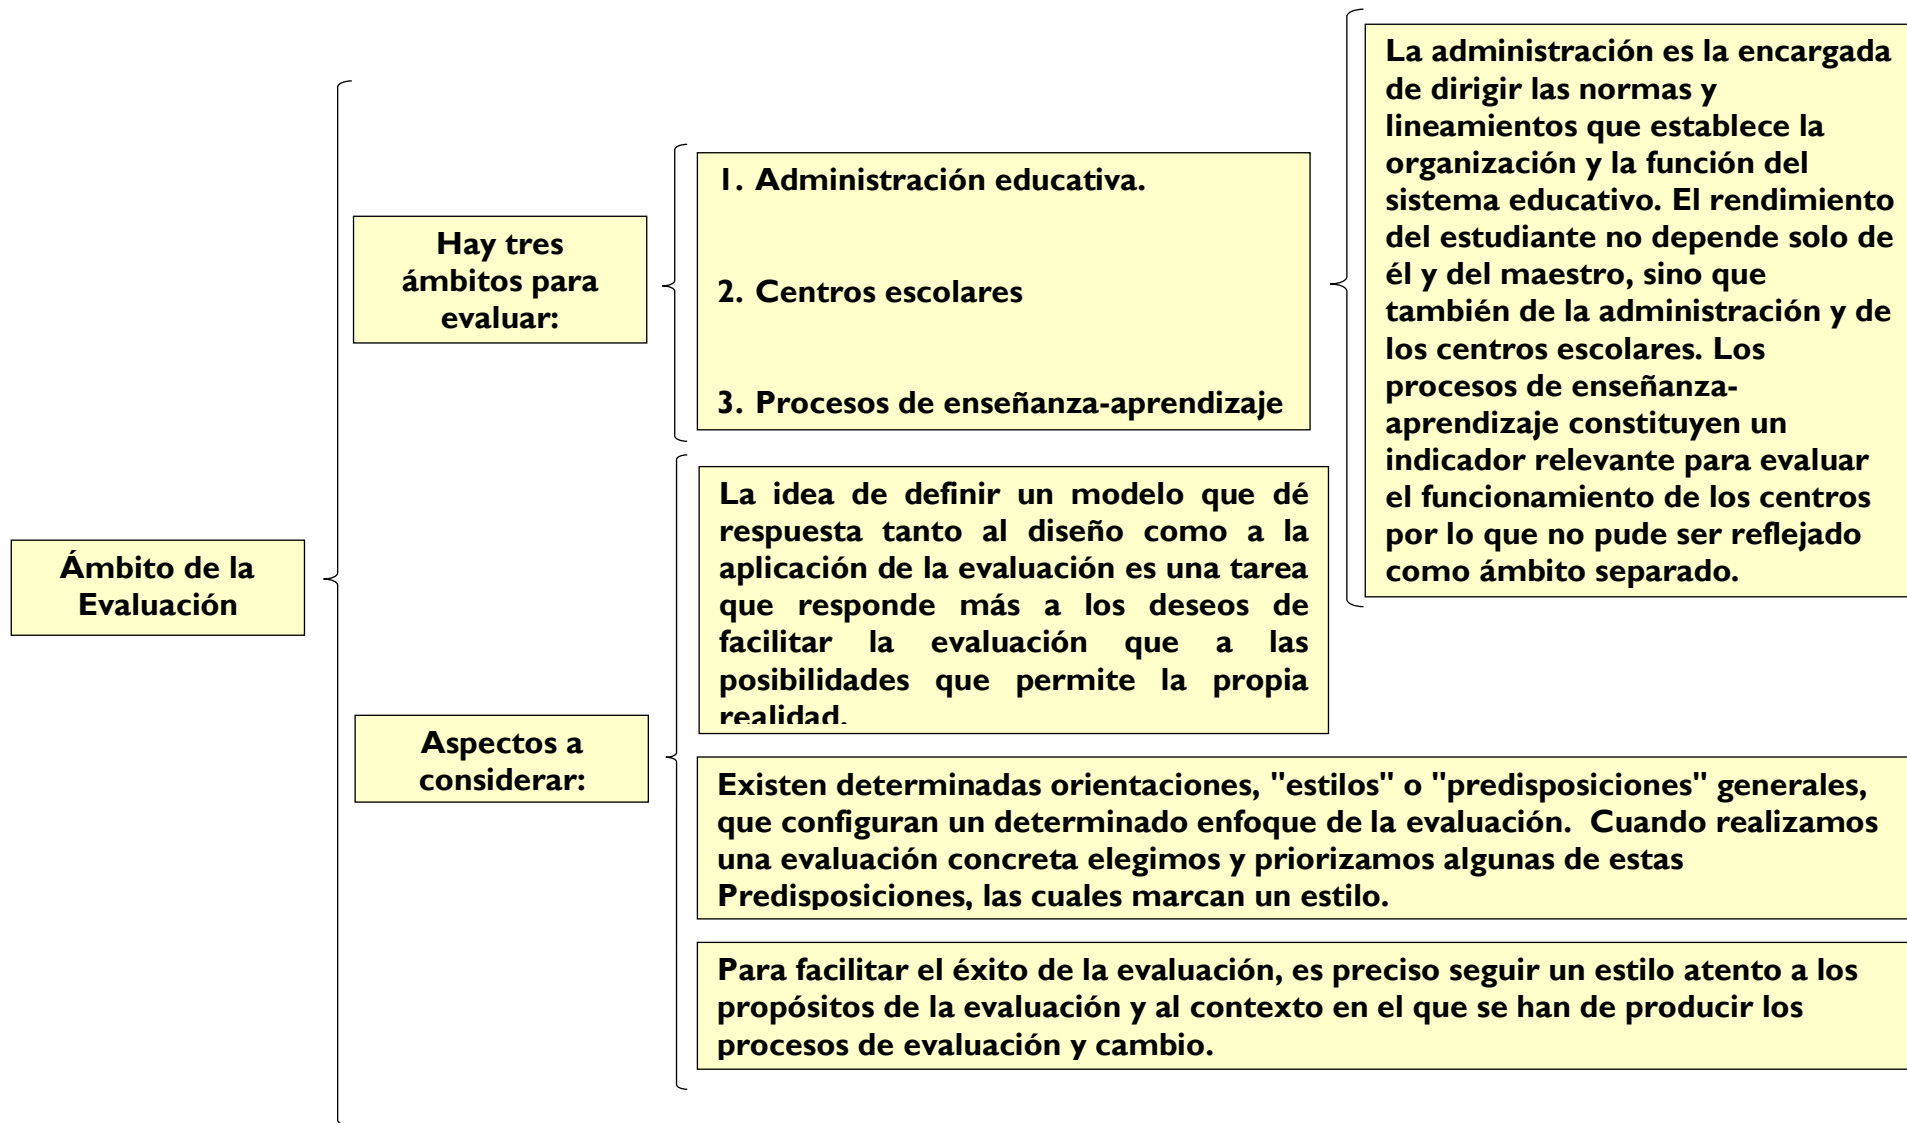 Ámbito de la
Evaluación
Hay tres
ámbitos para
evaluar:
1. Administración educativa.
2. Centros escolares
3. Procesos de enseñanza-aprendizaje
La administración es la encargada
de dirigir las normas y
lineamientos que establece la
organización y la función del
sistema educativo. El rendimiento
del estudiante no depende solo de
él y del maestro, sino que
también de la administración y de
los centros escolares. Los
procesos de enseñanza-
aprendizaje constituyen un
indicador relevante para evaluar
el funcionamiento de los centros
por lo que no pude ser reflejado
como ámbito separado.
Aspectos a
considerar:
La idea de definir un modelo que dé
respuesta tanto al diseño como a la
aplicación de la evaluación es una tarea
que responde más a los deseos de
facilitar la evaluación que a las
posibilidades que permite la propia
realidad.
Existen determinadas orientaciones, "estilos" o "predisposiciones" generales,
que configuran un determinado enfoque de la evaluación. Cuando realizamos
una evaluación concreta elegimos y priorizamos algunas de estas
Predisposiciones, las cuales marcan un estilo.
Para facilitar el éxito de la evaluación, es preciso seguir un estilo atento a los
propósitos de la evaluación y al contexto en el que se han de producir los
procesos de evaluación y cambio.